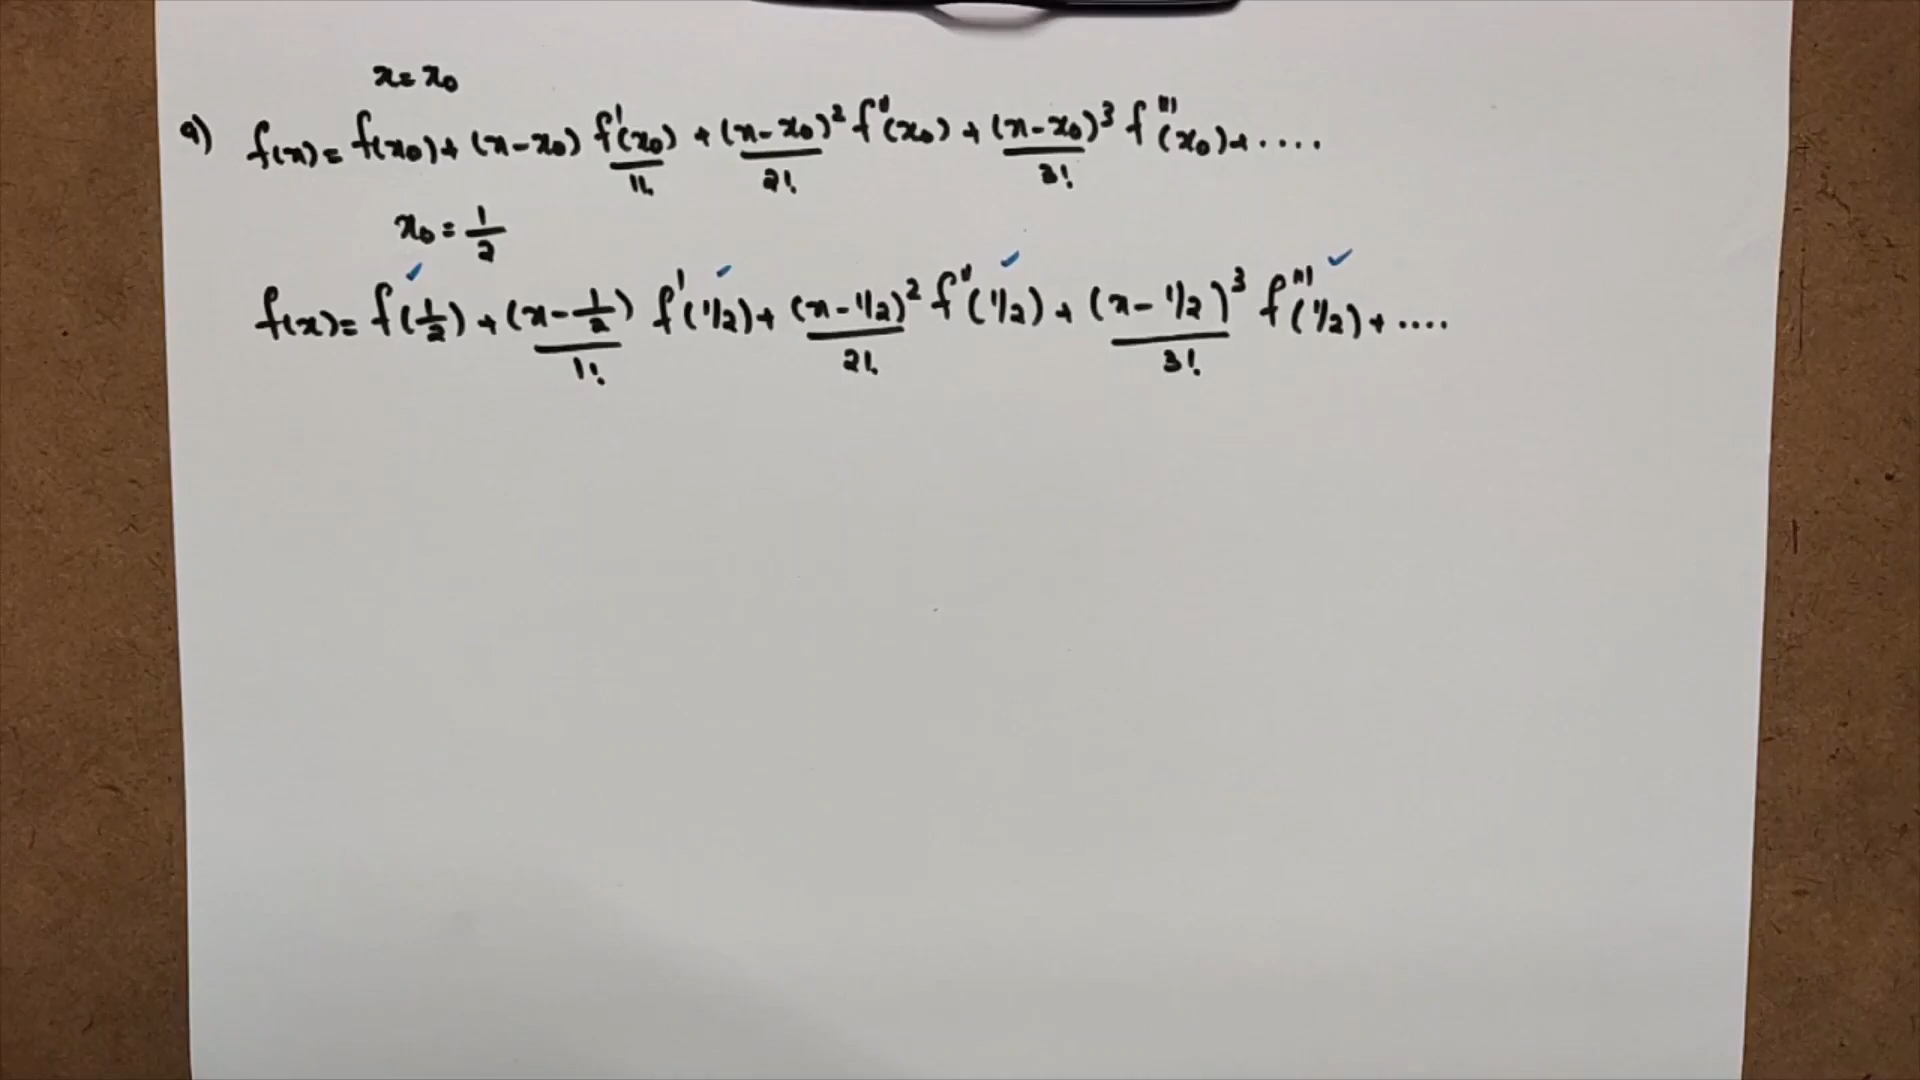 x = x₀
a) f(x) = f(x₀) + (x-x₀) f'(x₀)/1! + (x-x₀)²/2! f''(x₀) + (x-x₀)³/3! f'''(x₀) + ....
x₀ = 1/2
f(x) = f(1/2) + (x-1/2)/1! f'(1/2) + (x-1/2)²/2! f''(1/2) + (x-1/2)³/3! f'''(1/2) + ....